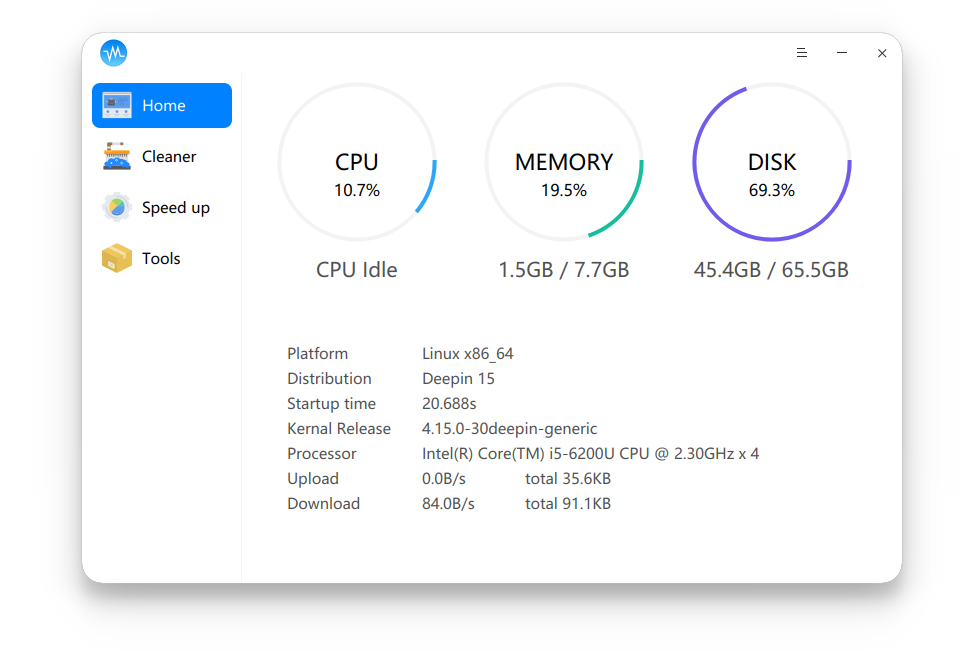 Home
Cleaner
Speed up
Tools
CPU
10.7%
CPU Idle
MEMORY
19.5%
1.5GB / 7.7GB
DISK
69.3%
45.4GB / 65.5GB
Platform Linux x86_64
Distribution Deepin 15
Startup time 20.688s
Kernal Release 4.15.0-30deepin-generic
Processor Intel(R) Core(TM) i5-6200U CPU @ 2.30GHz x 4
Upload 0.0B/s total 35.6KB
Download 84.0B/s total 91.1KB